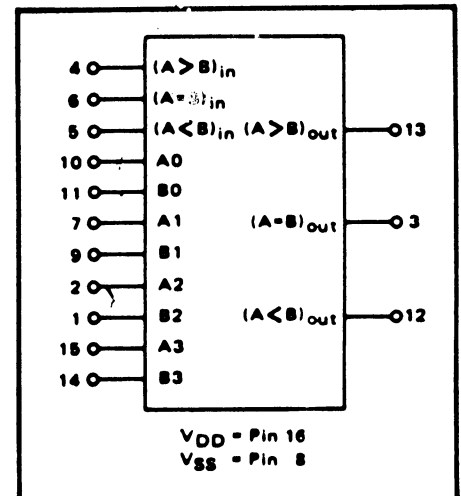 4 (A>B)in
6 (A=B)in
5 (A<B)in (A>B)out 13
10 A0
11 B0
7 A1 (A=B)out 3
9 B1
2 A2
1 B2 (A<B)out 12
15 A3
14 B3
VDD = Pin 16
VSS = Pin 8